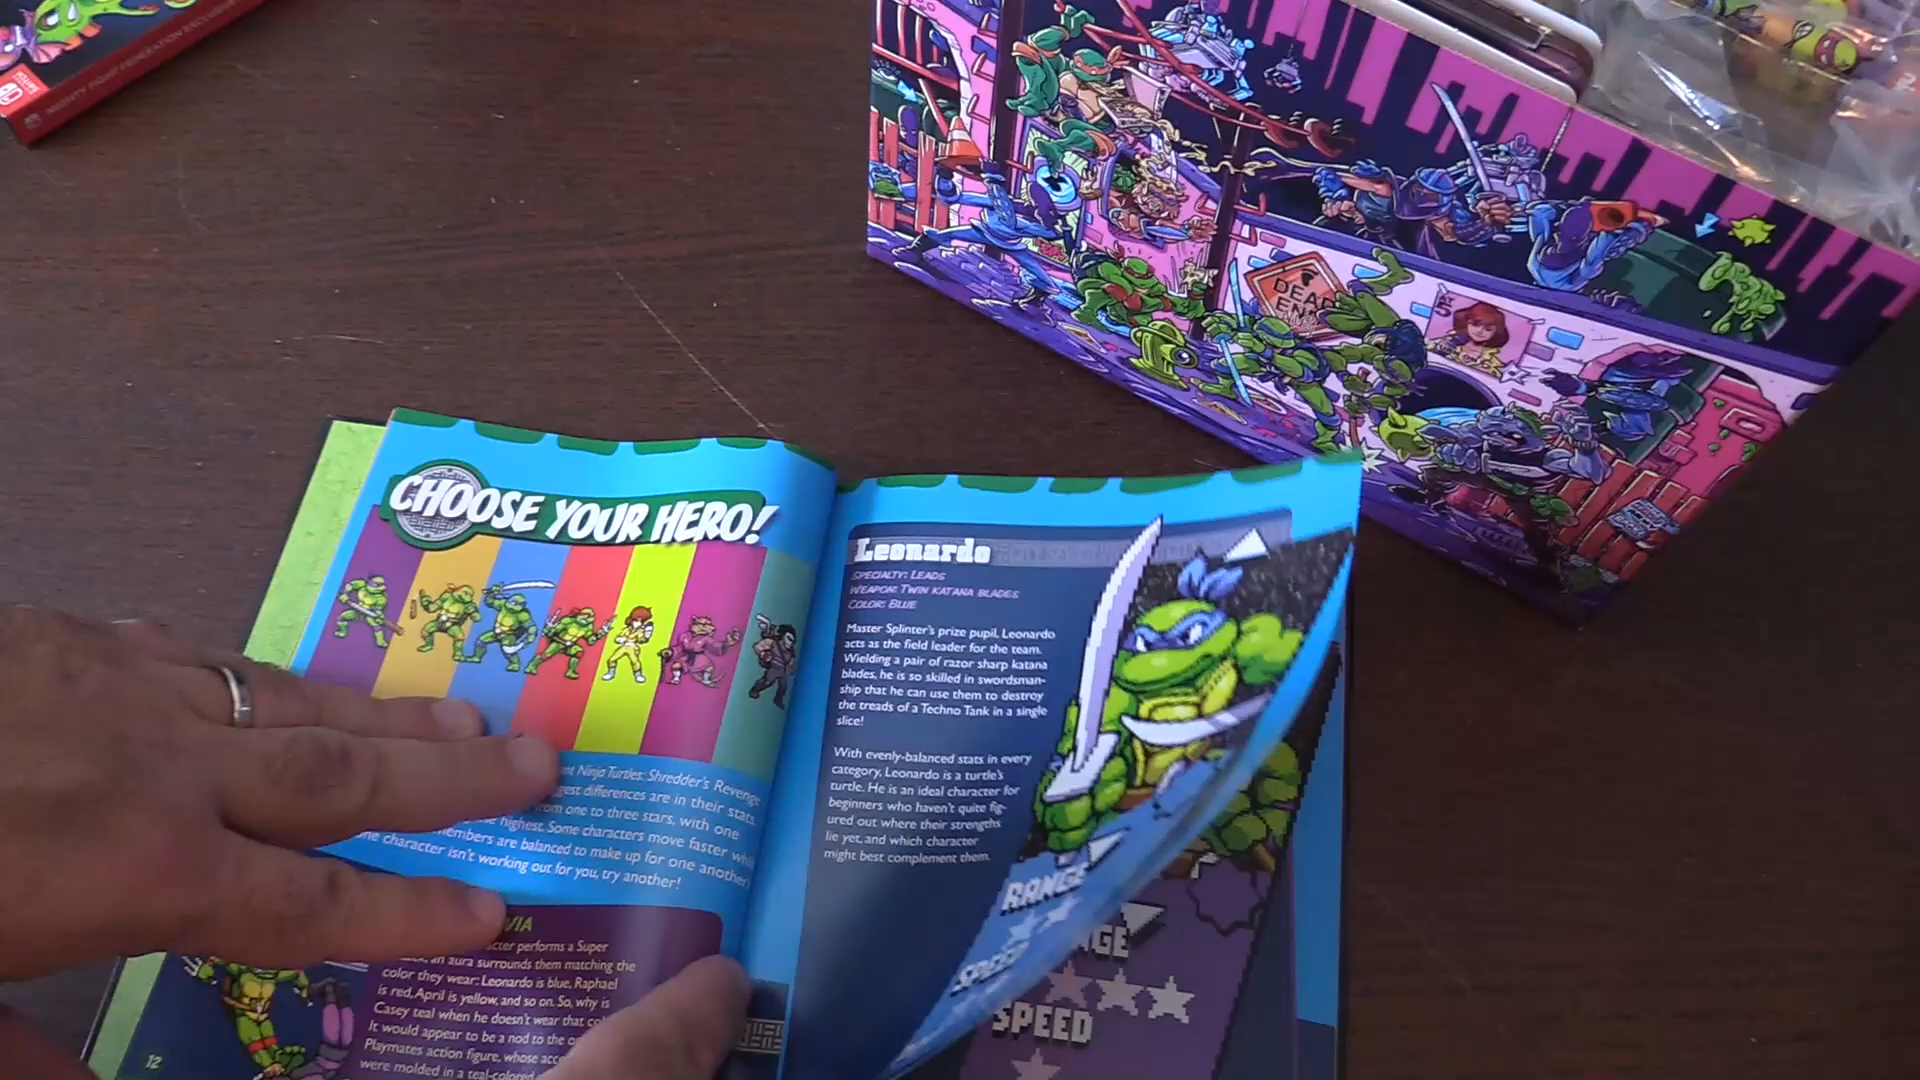 MIGHTY FIGHT FEDERATION
DEAD
END
AT
5
CHOOSE YOUR HERO!
Ninja Turtles: Shredder's Revenge
differences are in their stats.
from one to three stars, with one
highest. Some characters move faster
members are balanced to make up for one another
character isn't working out for you, try another!
performs a Super
an aura surrounds them matching the
color they wear: Leonardo is blue, Raphael
is red, April is yellow, and so on. So, why is
Casey teal when he doesn't wear that
It would appear to be a nod to the
Playmates action figure, whose
were molded in a teal-colored
12
Leonardo
SPECIALTY: LEADS
WEAPON: TWIN KATANA BLADES
COLOR: BLUE
Master Splinter's prize pupil, Leonardo
acts as the field leader for the team.
Wielding a pair of razor sharp katana
blades, he is so skilled in swordsman-
ship that he can use them to destroy
the treads of a Techno Tank in a single
slice!
With evenly-balanced stats in every
category, Leonardo is a turtle's
turtle. He is an ideal character for
beginners who haven't quite fig-
ured out where their strengths
lie yet, and which character
might best complement them.
RANGE
SPEED
SPEED